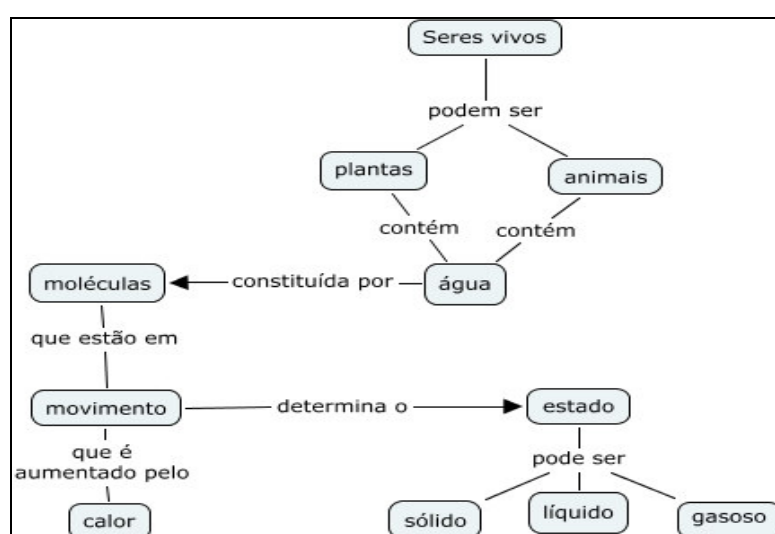 Seres vivos
podem ser
plantas
animais
contém
contém
moléculas
constituída por
água
que estão em
movimento
determina o
estado
que é
aumentado pelo
pode ser
calor
sólido
líquido
gasoso